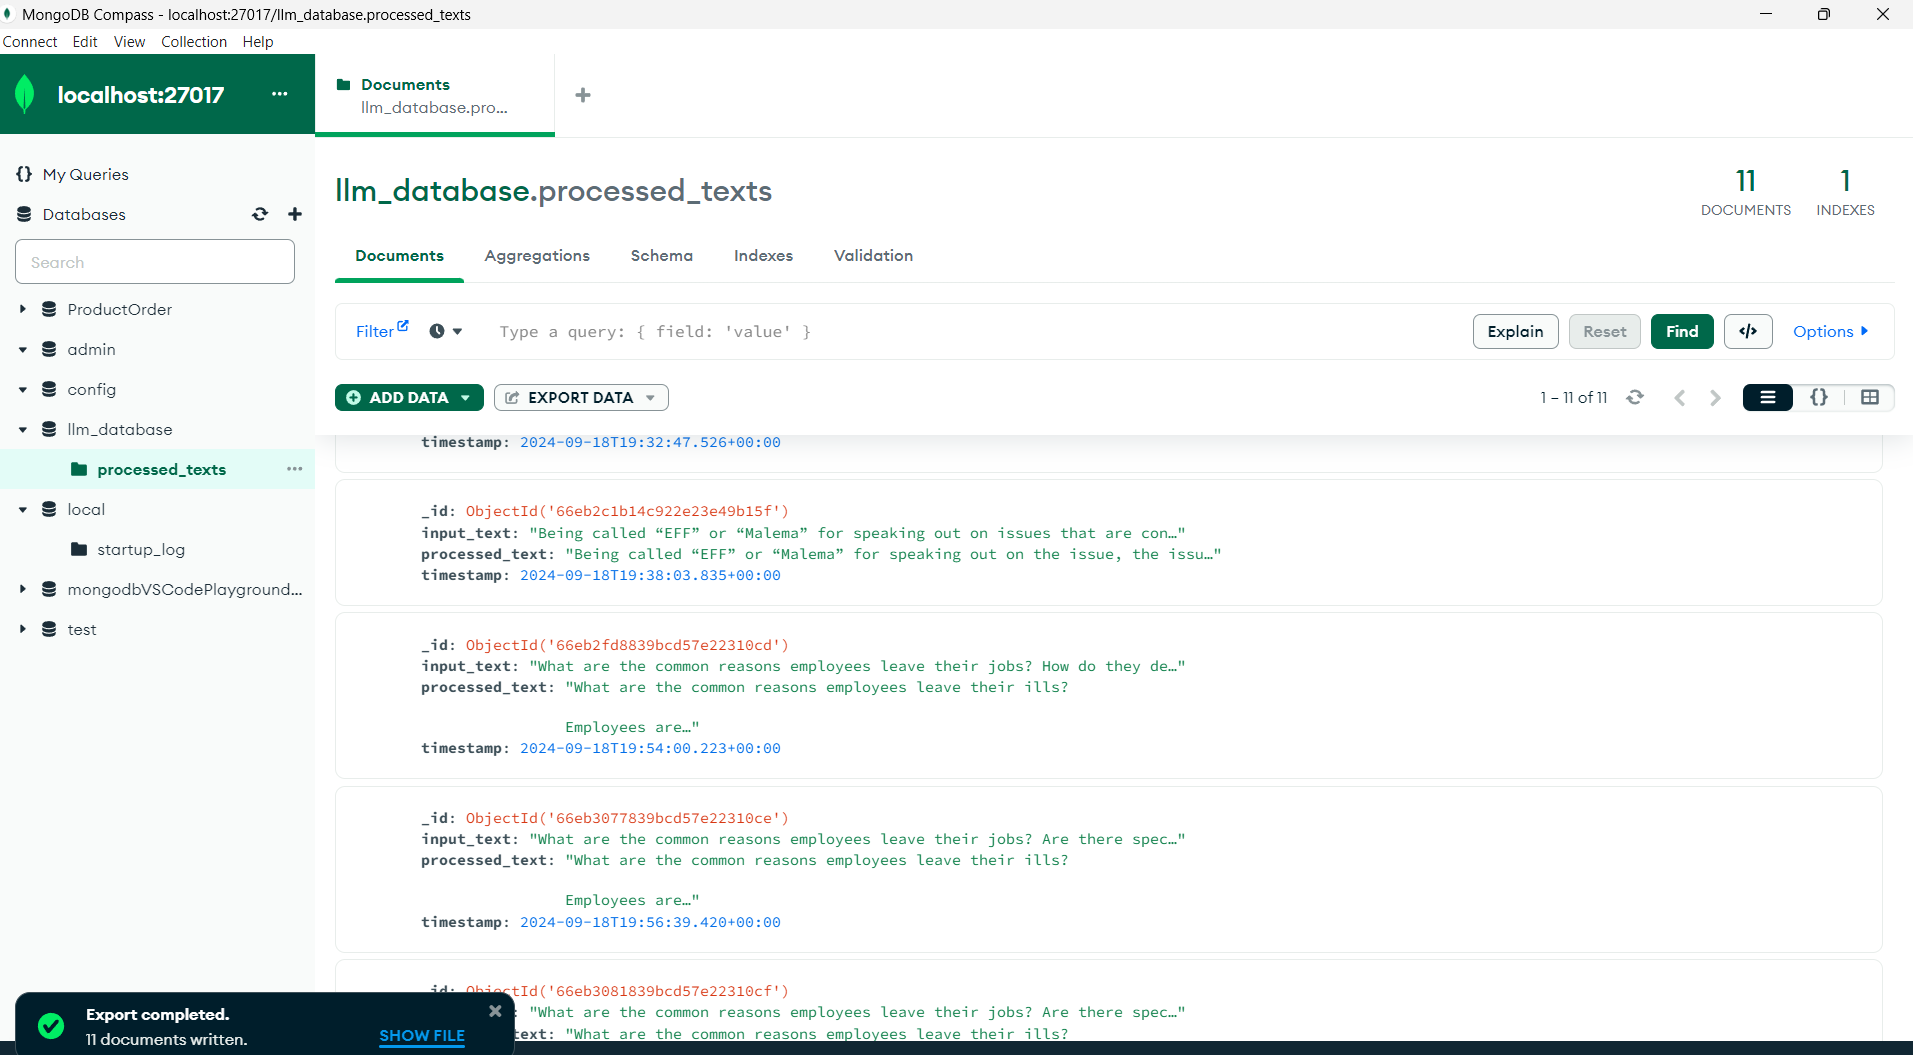 MongoDB Compass - localhost:27017/llm_database.processed_texts
Connect Edit View Collection Help
localhost:27017 ...
Documents
llm_database.pro...
+
My Queries
Databases
Search
ProductOrder
admin
config
llm_database
processed_texts ...
local
startup_log
mongodbVSCodePlayground...
test
llm_database.processed_texts
11 DOCUMENTS
1 INDEXES
Documents Aggregations Schema Indexes Validation
Filter Type a query: { field: 'value' } Explain Reset Find </> Options
ADD DATA EXPORT DATA 1 – 11 of 11 {}
timestamp: 2024-09-18T19:32:47.526+00:00
_id: ObjectId('66eb2c1b14c922e23e49b15f')
input_text: "Being called “EFF” or “Malema” for speaking out on issues that are con…"
processed_text: "Being called “EFF” or “Malema” for speaking out on the issue, the issu…"
timestamp: 2024-09-18T19:38:03.835+00:00
_id: ObjectId('66eb2fd8839bcd57e22310cd')
input_text: "What are the common reasons employees leave their jobs? How do they de…"
processed_text: "What are the common reasons employees leave their ills?
Employees are…"
timestamp: 2024-09-18T19:54:00.223+00:00
_id: ObjectId('66eb3077839bcd57e22310ce')
input_text: "What are the common reasons employees leave their jobs? Are there spec…"
processed_text: "What are the common reasons employees leave their ills?
Employees are…"
timestamp: 2024-09-18T19:56:39.420+00:00
_id: ObjectId('66eb3081839bcd57e22310cf')
: "What are the common reasons employees leave their jobs? Are there spec…"
text: "What are the common reasons employees leave their ills?
Export completed.
11 documents written.
SHOW FILE